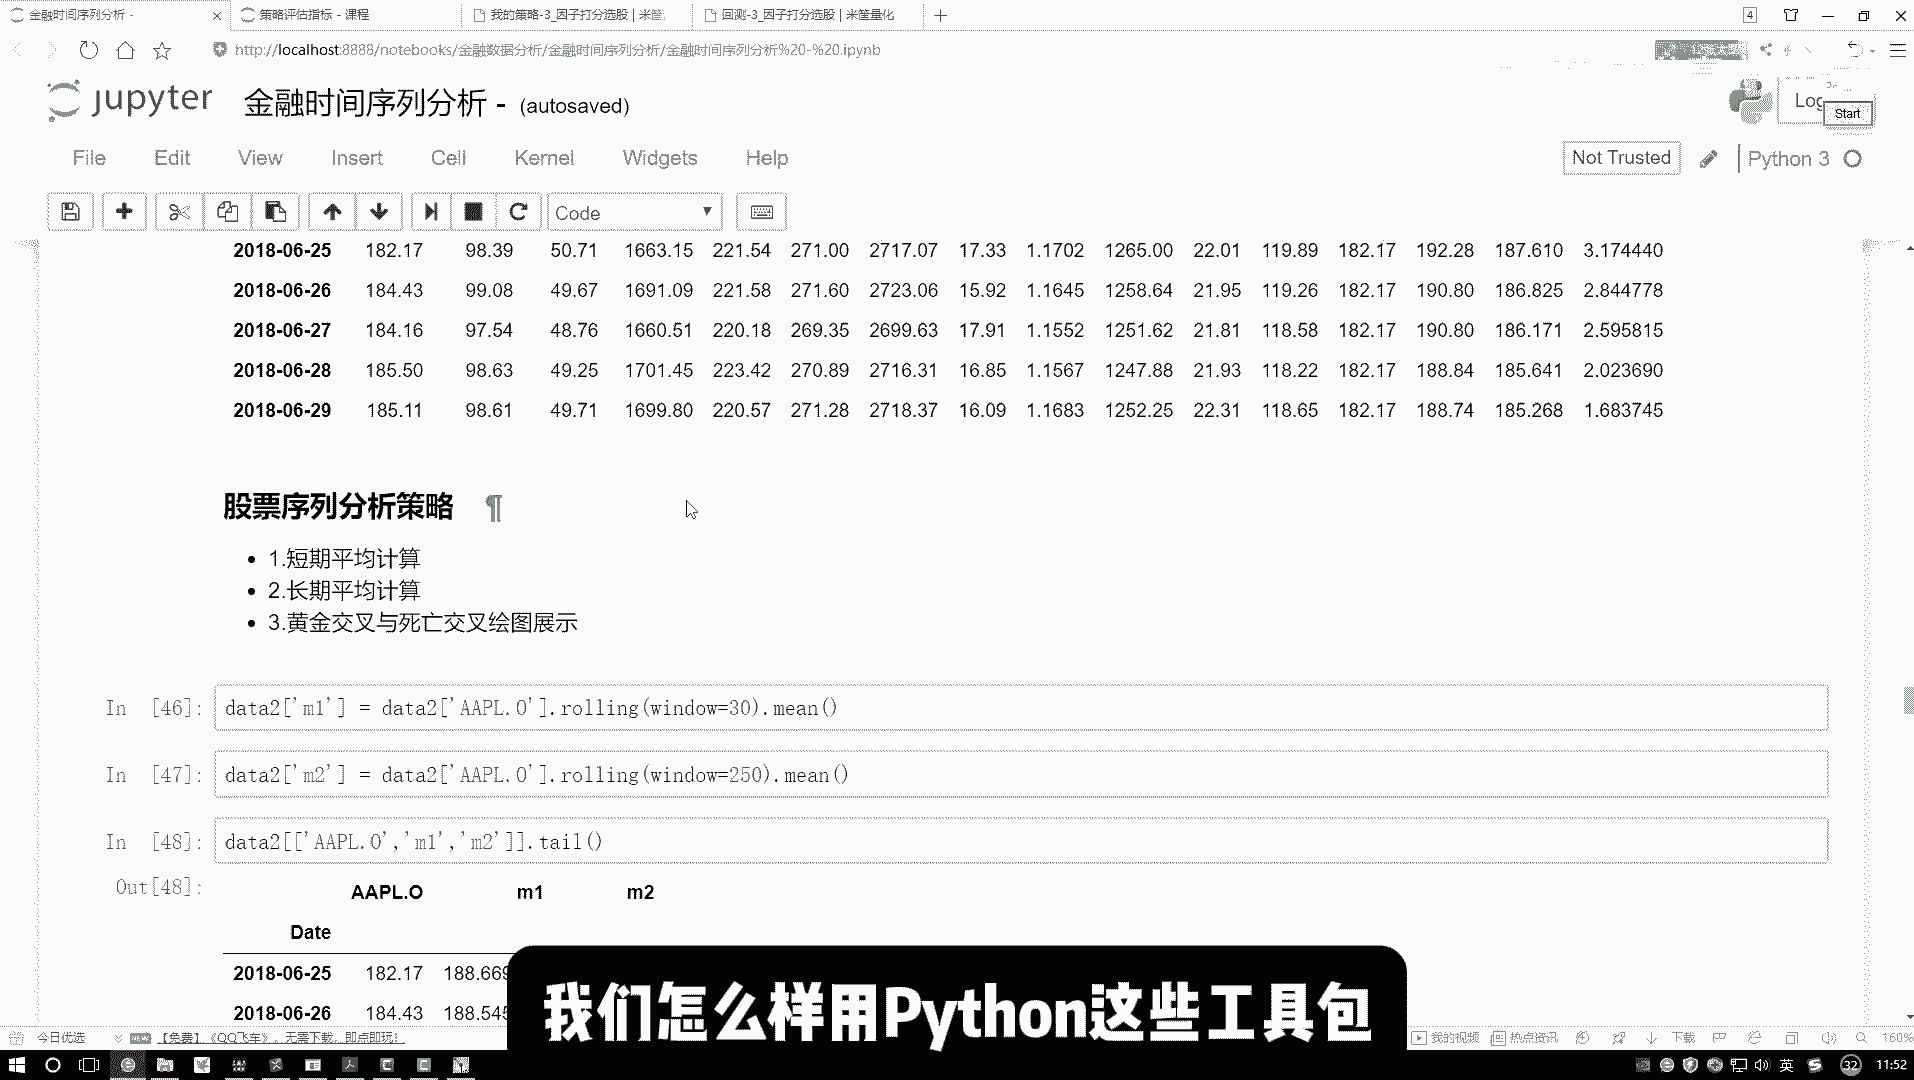 金融时间序列分析 -
策略评估指标 - 课程
我的策略-3_因子打分选股 | 米筐
回测-3_因子打分选股 | 米筐量化
4
http://localhost:8888/notebooks/金融数据分析/金融时间序列分析/金融时间序列分析%20-%20.ipynb
jupyter 金融时间序列分析 - (autosaved)
Log
Start
File Edit View Insert Cell Kernel Widgets Help
Not Trusted
Python 3
Code
2018-06-25 182.17 98.39 50.71 1663.15 221.54 271.00 2717.07 17.33 1.1702 1265.00 22.01 119.89 182.17 192.28 187.610 3.174440
2018-06-26 184.43 99.08 49.67 1691.09 221.58 271.60 2723.06 15.92 1.1645 1258.64 21.95 119.26 182.17 190.80 186.825 2.844778
2018-06-27 184.16 97.54 48.76 1660.51 220.18 269.35 2699.63 17.91 1.1552 1251.62 21.81 118.58 182.17 190.80 186.171 2.595815
2018-06-28 185.50 98.63 49.25 1701.45 223.42 270.89 2716.31 16.85 1.1567 1247.88 21.93 118.22 182.17 188.84 185.641 2.023690
2018-06-29 185.11 98.61 49.71 1699.80 220.57 271.28 2718.37 16.09 1.1683 1252.25 22.31 118.65 182.17 188.74 185.268 1.683745
股票序列分析策略 ¶
• 1.短期平均计算
• 2.长期平均计算
• 3.黄金交叉与死亡交叉绘图展示
In [46]: data2['m1'] = data2['AAPL.O'].rolling(window=30).mean()
In [47]: data2['m2'] = data2['AAPL.O'].rolling(window=250).mean()
In [48]: data2[['AAPL.O','m1','m2']].tail()
Out[48]:
AAPL.O m1 m2
Date
2018-06-25 182.17 188.669
2018-06-26 184.43 188.545
我们怎么样用Python这些工具包
今日优选
NEW 【免费】《QQ飞车》，无需下载，即点即玩！
我的视频 热点资讯 下载 160%
英 32 11:52